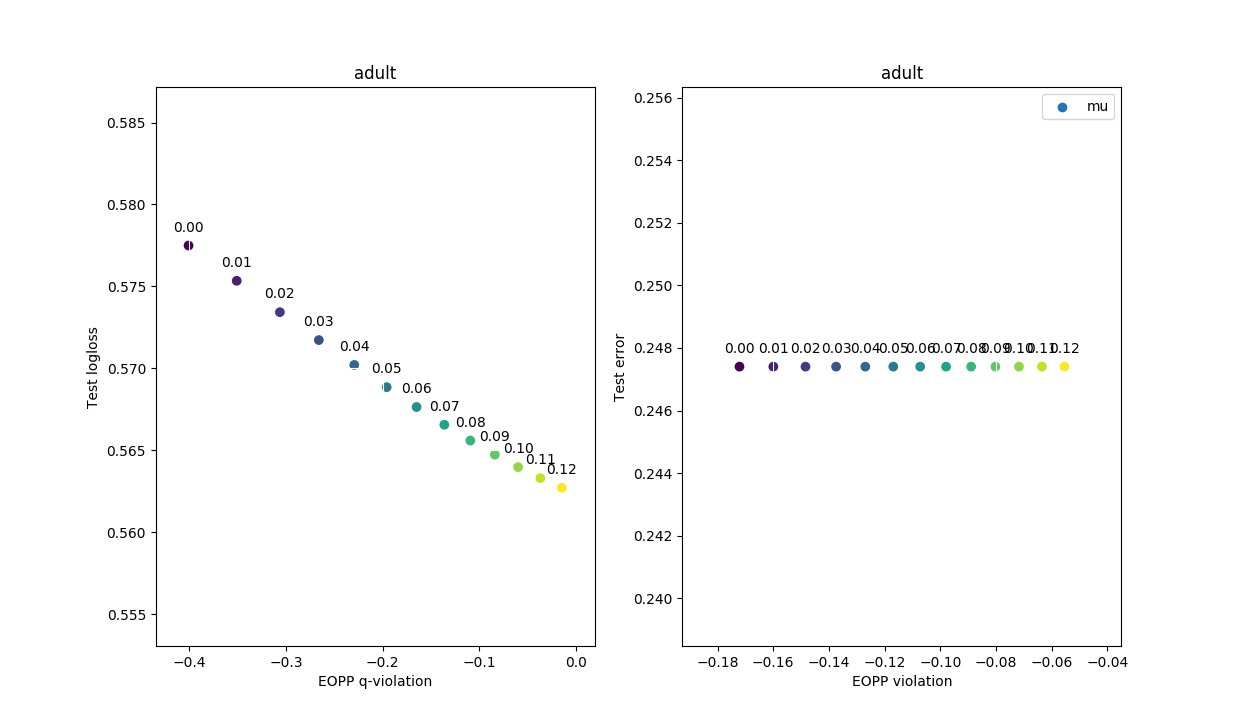 adult
0.585
0.580
0.575
0.570
0.565
0.560
0.555
Test logloss
0.00
0.01
0.02
0.03
0.04
0.05
0.06
0.07
0.08
0.09
0.10
0.11
0.12
−0.4 −0.3 −0.2 −0.1 0.0
EOPP q-violation
adult
mu
0.256
0.254
0.252
0.250
0.248
0.246
0.244
0.242
0.240
Test error
0.00 0.01 0.02 0.03 0.04 0.05 0.06 0.07 0.08 0.09 0.10 0.11 0.12
−0.18 −0.16 −0.14 −0.12 −0.10 −0.08 −0.06 −0.04
EOPP violation